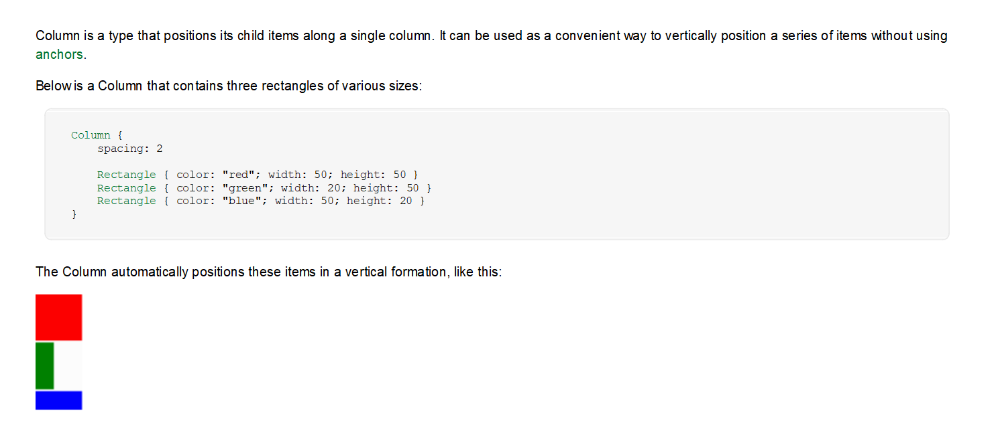 Column is a type that positions its child items along a single column. It can be used as a convenient way to vertically position a series of items without using
anchors.
Below is a Column that contains three rectangles of various sizes:
Column {
    spacing: 2
    Rectangle { color: "red"; width: 50; height: 50 }
    Rectangle { color: "green"; width: 20; height: 50 }
    Rectangle { color: "blue"; width: 50; height: 20 }
}
The Column automatically positions these items in a vertical formation, like this: